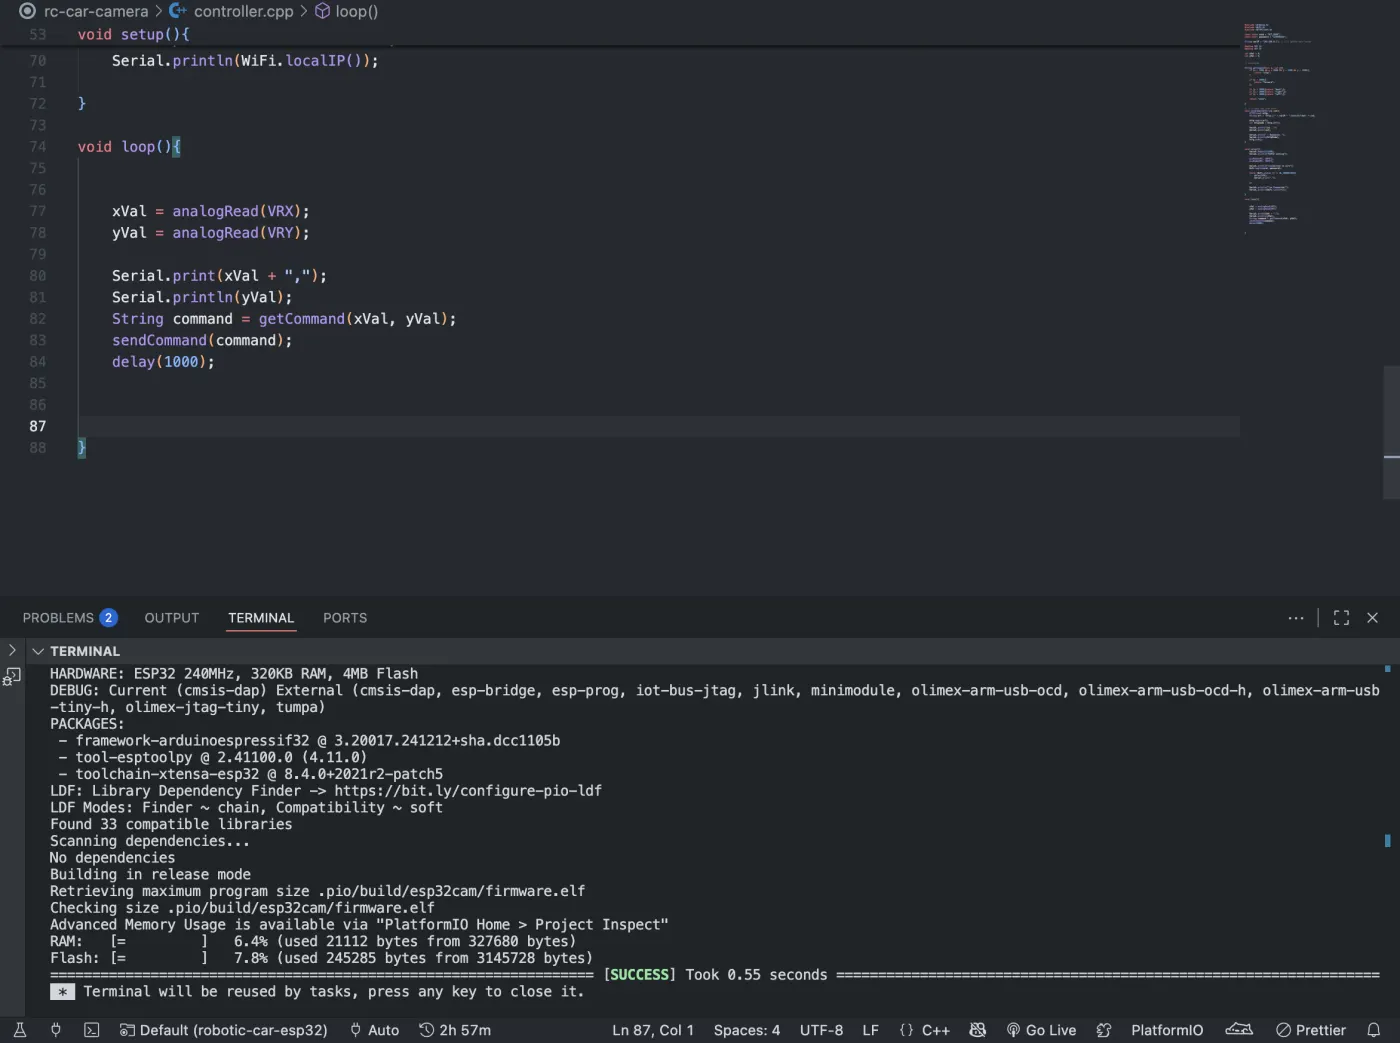 rc-car-camera > controller.cpp > loop()
53 void setup(){
70 Serial.println(WiFi.localIP());
71
72 }
73
74 void loop(){
75
76
77 xVal = analogRead(VRX);
78 yVal = analogRead(VRY);
79
80 Serial.print(xVal + ",");
81 Serial.println(yVal);
82 String command = getCommand(xVal, yVal);
83 sendCommand(command);
84 delay(1000);
85
86
87
88 }
PROBLEMS 2 OUTPUT TERMINAL PORTS
TERMINAL
HARDWARE: ESP32 240MHz, 320KB RAM, 4MB Flash
DEBUG: Current (cmsis-dap) External (cmsis-dap, esp-bridge, esp-prog, iot-bus-jtag, jlink, minimodule, olimex-arm-usb-ocd, olimex-arm-usb-ocd-h, olimex-arm-usb
-tiny-h, olimex-jtag-tiny, tumpa)
PACKAGES:
- framework-arduinoespressif32 @ 3.20017.241212+sha.dcc1105b
- tool-esptoolpy @ 2.41100.0 (4.11.0)
- toolchain-xtensa-esp32 @ 8.4.0+2021r2-patch5
LDF: Library Dependency Finder -> https://bit.ly/configure-pio-ldf
LDF Modes: Finder ~ chain, Compatibility ~ soft
Found 33 compatible libraries
Scanning dependencies...
No dependencies
Building in release mode
Retrieving maximum program size .pio/build/esp32cam/firmware.elf
Checking size .pio/build/esp32cam/firmware.elf
Advanced Memory Usage is available via "PlatformIO Home > Project Inspect"
RAM: [= ] 6.4% (used 21112 bytes from 327680 bytes)
Flash: [= ] 7.8% (used 245285 bytes from 3145728 bytes)
[SUCCESS] Took 0.55 seconds
* Terminal will be reused by tasks, press any key to close it.
Default (robotic-car-esp32) Auto 2h 57m Ln 87, Col 1 Spaces: 4 UTF-8 LF {} C++ Go Live PlatformIO Prettier